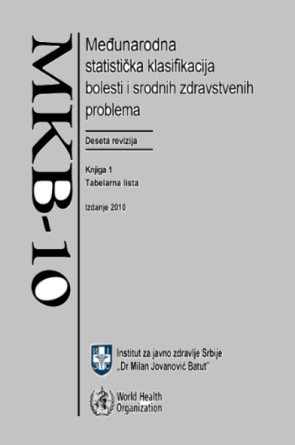 MKB-10
Međunarodna
statistička klasifikacija
bolesti i srodnih zdravstvenih
problema
Deseta revizija
Knjiga 1
Tabelarna lista
Izdanje 2010
Institut za javno zdravlje Srbije
„Dr Milan Jovanović Batut"
World Health
Organization